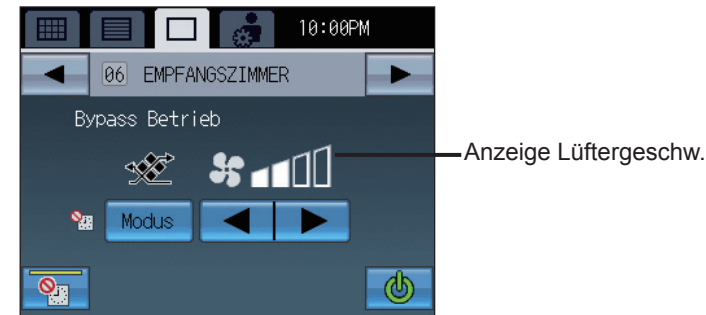 10:00PM
06 EMPFANGSZIMMER
Bypass Betrieb
Anzeige Lüftergeschw.
Modus